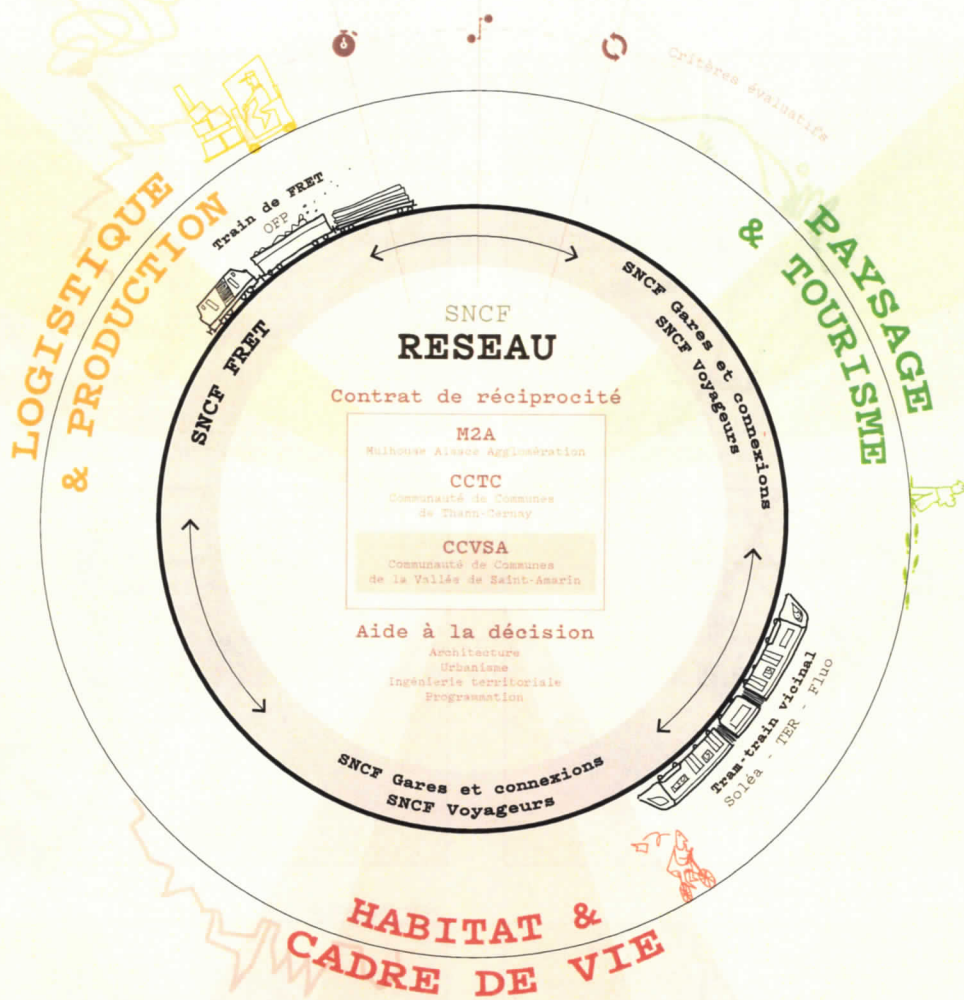 Critères évaluatifs
LOGISTIQUE
& PRODUCTION
Train de FRET
OFP
SNCF FRET
PAYSAGE
& TOURISME
SNCF Gares et connexions
SNCF Voyageurs
SNCF
RESEAU
Contrat de réciprocité
M2A
Mulhouse Alsace Agglomération
CCTC
Communauté de Communes
de Thann-Cernay
CCVSA
Communauté de Communes
de la Vallée de Saint-Amarin
Aide à la décision
Architecture
Urbanisme
Ingénierie territoriale
Programmation
Tram-train vicinal
Soléa - TER - Fluo
SNCF Gares et connexions
SNCF Voyageurs
HABITAT &
CADRE DE VIE